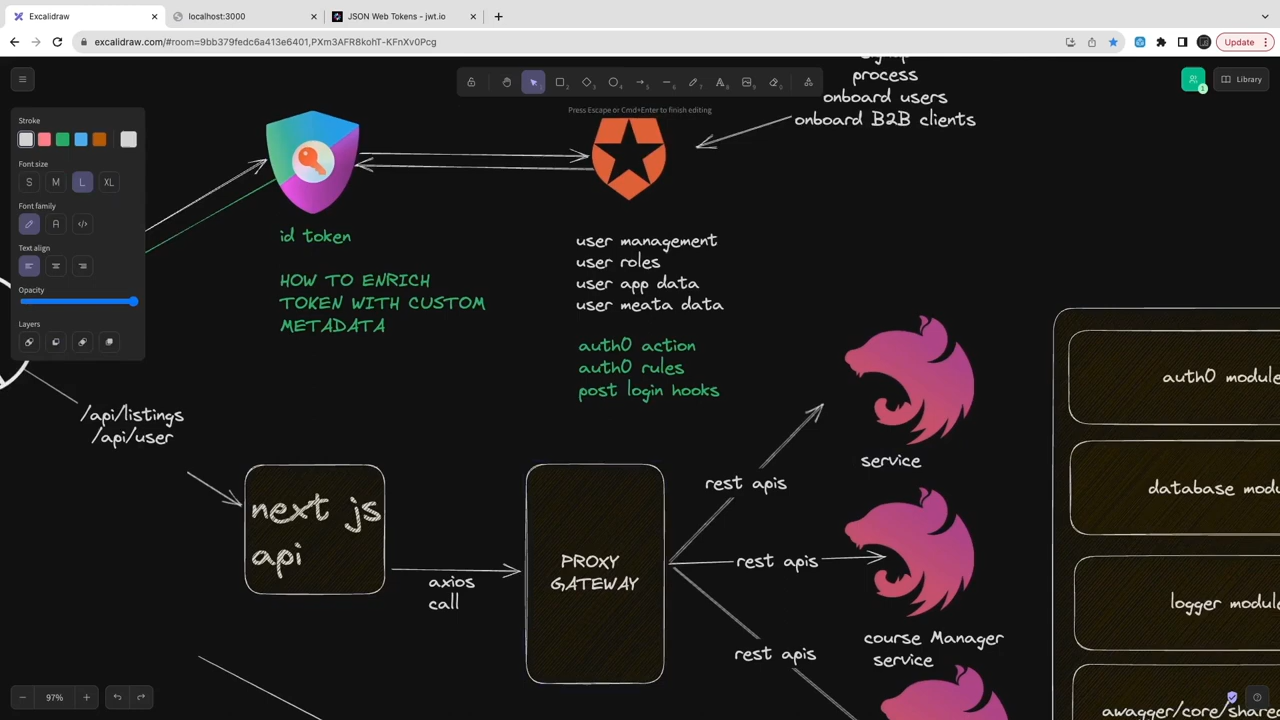 Excalidraw
localhost:3000
JSON Web Tokens - jwt.io
excalidraw.com/#room=9bb379fedc6a413e6401,PXm3AFR8kohT-KFnXv0Pcg
Update
Library
1
Press Escape or Cmd+Enter to finish editing
Stroke
Font size
S M L XL
Font family
A </>
Text align
Opacity
Layers
process
onboard users
onboard B2B clients
id token
HOW TO ENRICH
TOKEN WITH CUSTOM
METADATA
user management
user roles
user app data
user meata data
auth0 action
auth0 rules
post login hooks
/api/listings
/api/user
next js
api
axios
call
PROXY
GATEWAY
rest apis
rest apis
rest apis
service
course Manager
service
auth0 module
database modu
logger modul
awagger/core/shared
97%